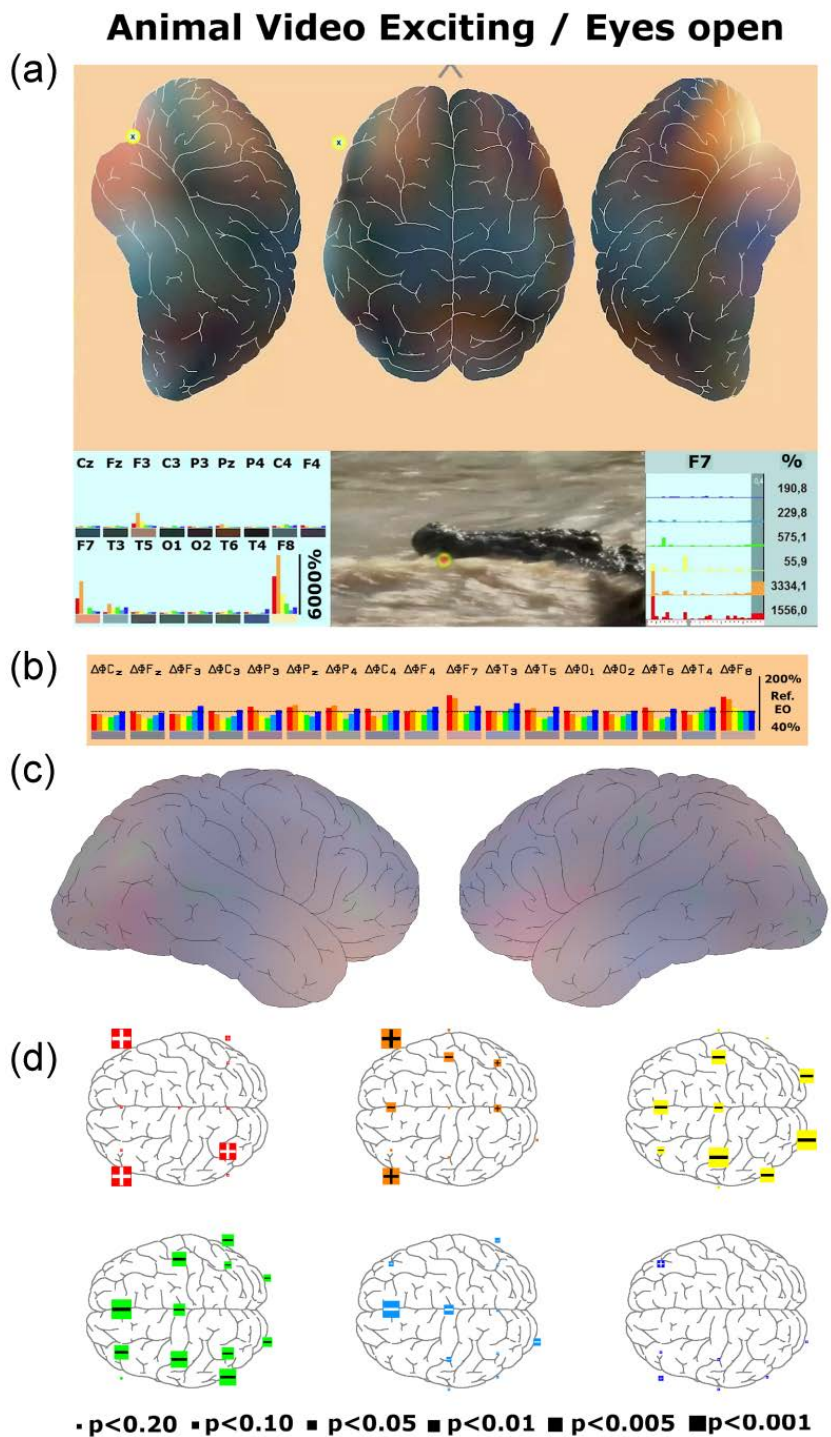 Animal Video Exciting / Eyes open
(a)
x
x
Cz Fz F3 C3 P3 Pz P4 C4 F4
F7 T3 T5 O1 O2 T6 T4 F8
6000%
F7 %
0,4
190,8
229,8
575,1
55,9
3334,1
1556,0
(b)
ΔΦCz ΔΦFz ΔΦF3 ΔΦC3 ΔΦP3 ΔΦPz ΔΦP4 ΔΦC4 ΔΦF4 ΔΦF7 ΔΦT3 ΔΦT5 ΔΦO1 ΔΦO2 ΔΦT6 ΔΦT4 ΔΦF8
200%
Ref.
EO
40%
(c)
(d)
p<0.20 p<0.10 p<0.05 p<0.01 p<0.005 p<0.001